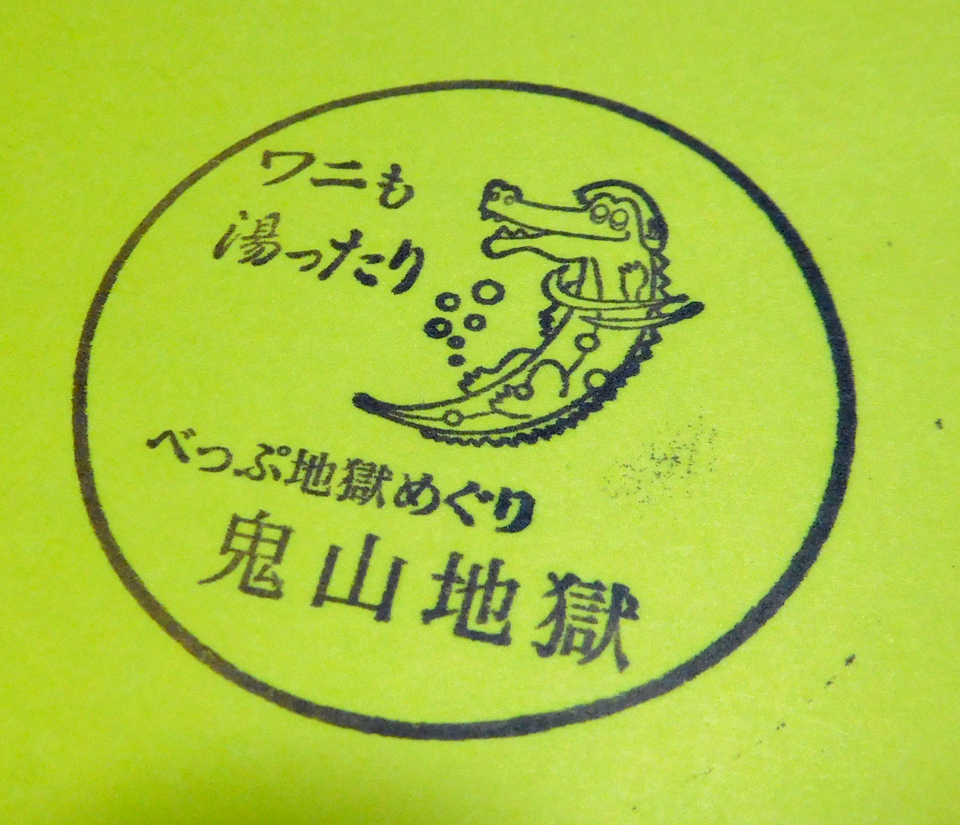 ワニも
湯ったり
べっぷ地獄めぐり
鬼山地獄